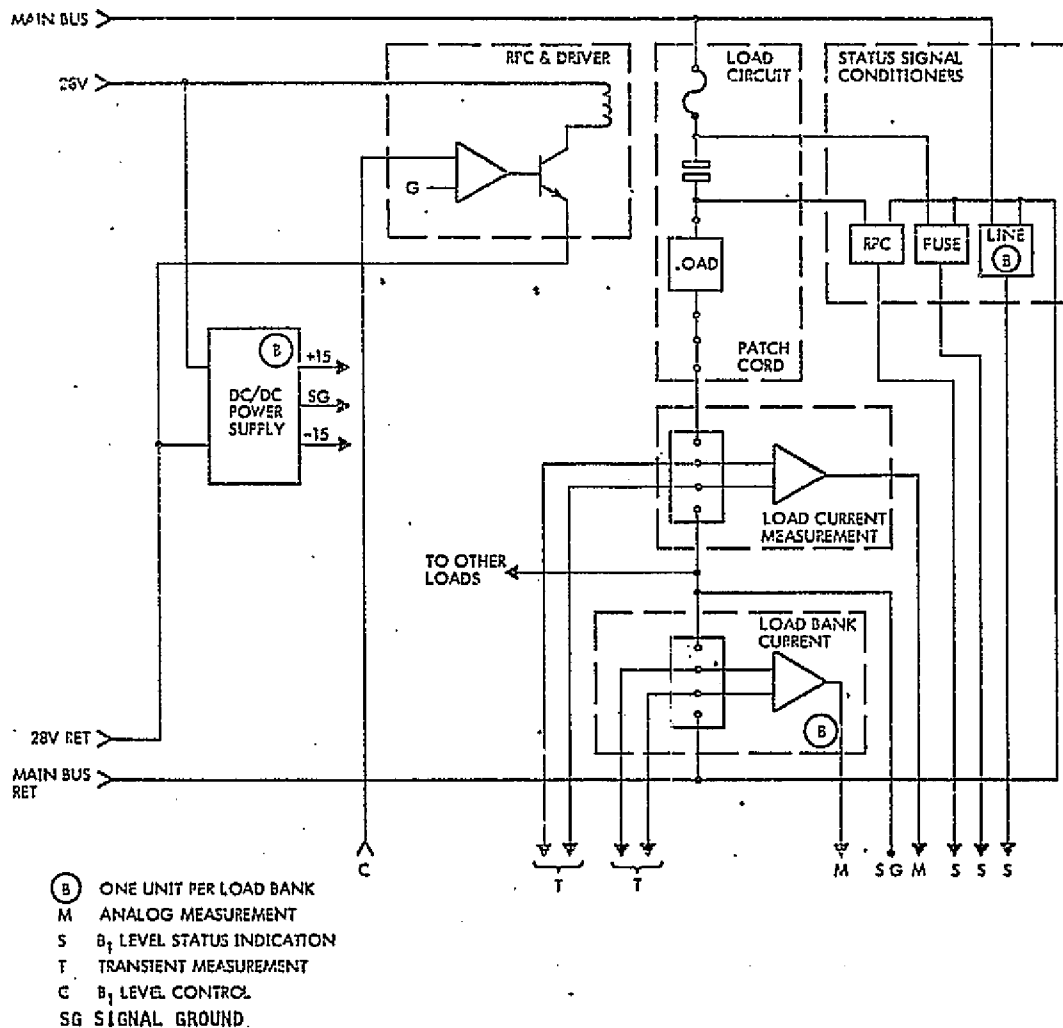 MAIN BUS
RPC & DRIVER
LOAD
CIRCUIT
STATUS SIGNAL
CONDITIONERS
28V
G
RPC
FUSE
LINE
B
LOAD
PATCH
CORD
B
+15
DC/DC
POWER
SUPPLY
SG
-15
LOAD CURRENT
MEASUREMENT
TO OTHER
LOADS
LOAD BANK
CURRENT
B
28V RET
MAIN BUS
RET
C
T
T
M
SG
M
S
S
S
B ONE UNIT PER LOAD BANK
M ANALOG MEASUREMENT
S B1 LEVEL STATUS INDICATION
T TRANSIENT MEASUREMENT
C B1 LEVEL CONTROL
SG SIGNAL GROUND